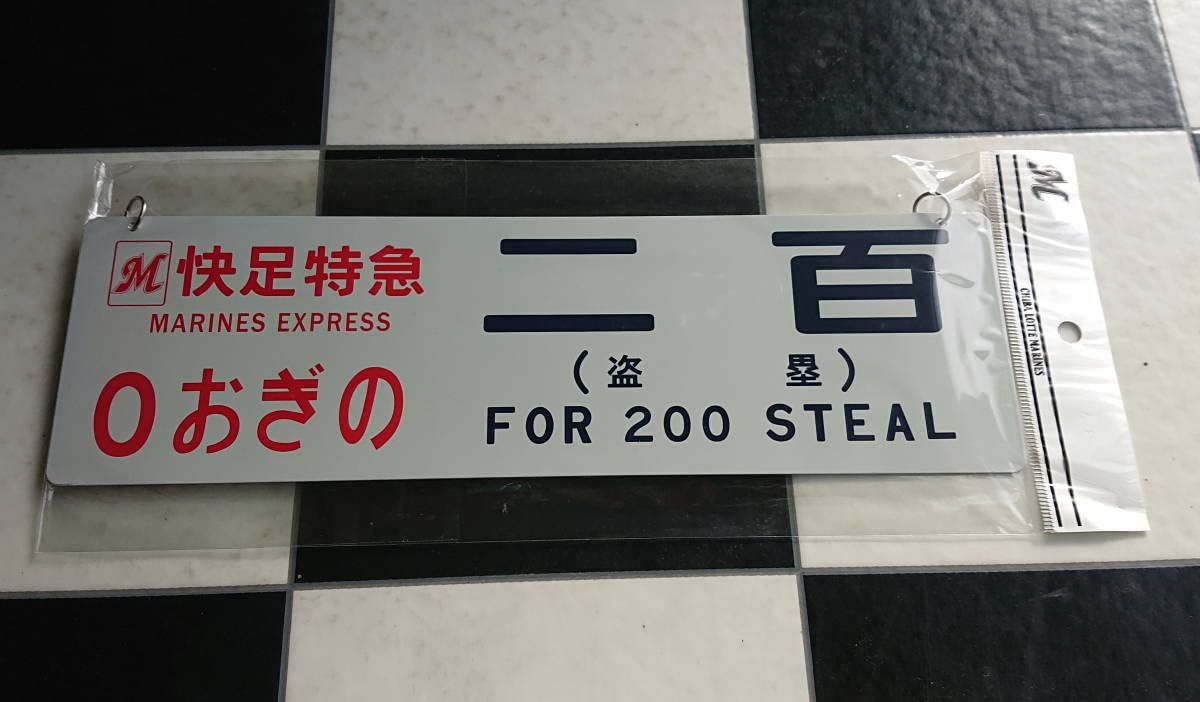 M 快足特急
MARINES EXPRESS
0おぎの
二百
(盗塁)
FOR 200 STEAL
M
CHIBA LOTTE MARINES